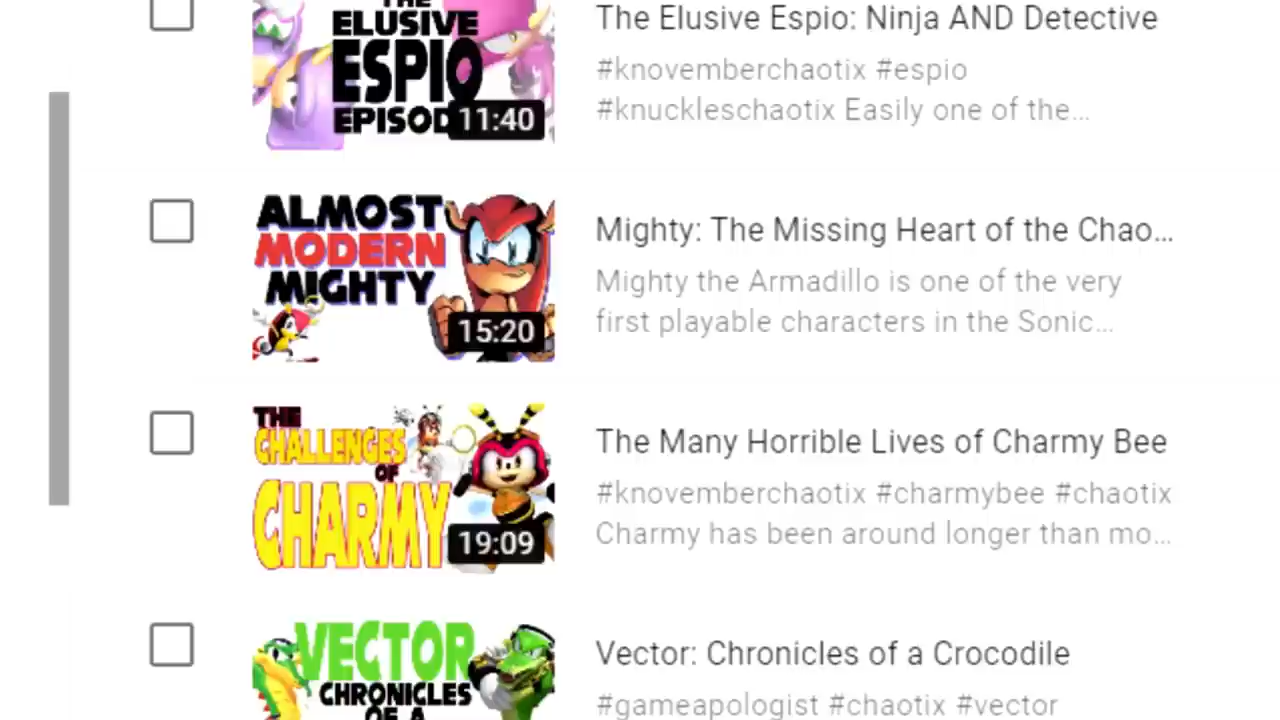 THE
ELUSIVE
ESPIO
EPISOD
11:40
The Elusive Espio: Ninja AND Detective
#knovemberchaotix #espio
#knuckleschaotix Easily one of the...
ALMOST
MODERN
MIGHTY
15:20
Mighty: The Missing Heart of the Chao...
Mighty the Armadillo is one of the very
first playable characters in the Sonic...
THE
CHALLENGES
OF
CHARMY
19:09
The Many Horrible Lives of Charmy Bee
#knovemberchaotix #charmybee #chaotix
Charmy has been around longer than mo...
VECTOR
CHRONICLES
OF A
Vector: Chronicles of a Crocodile
#gameapologist #chaotix #vector